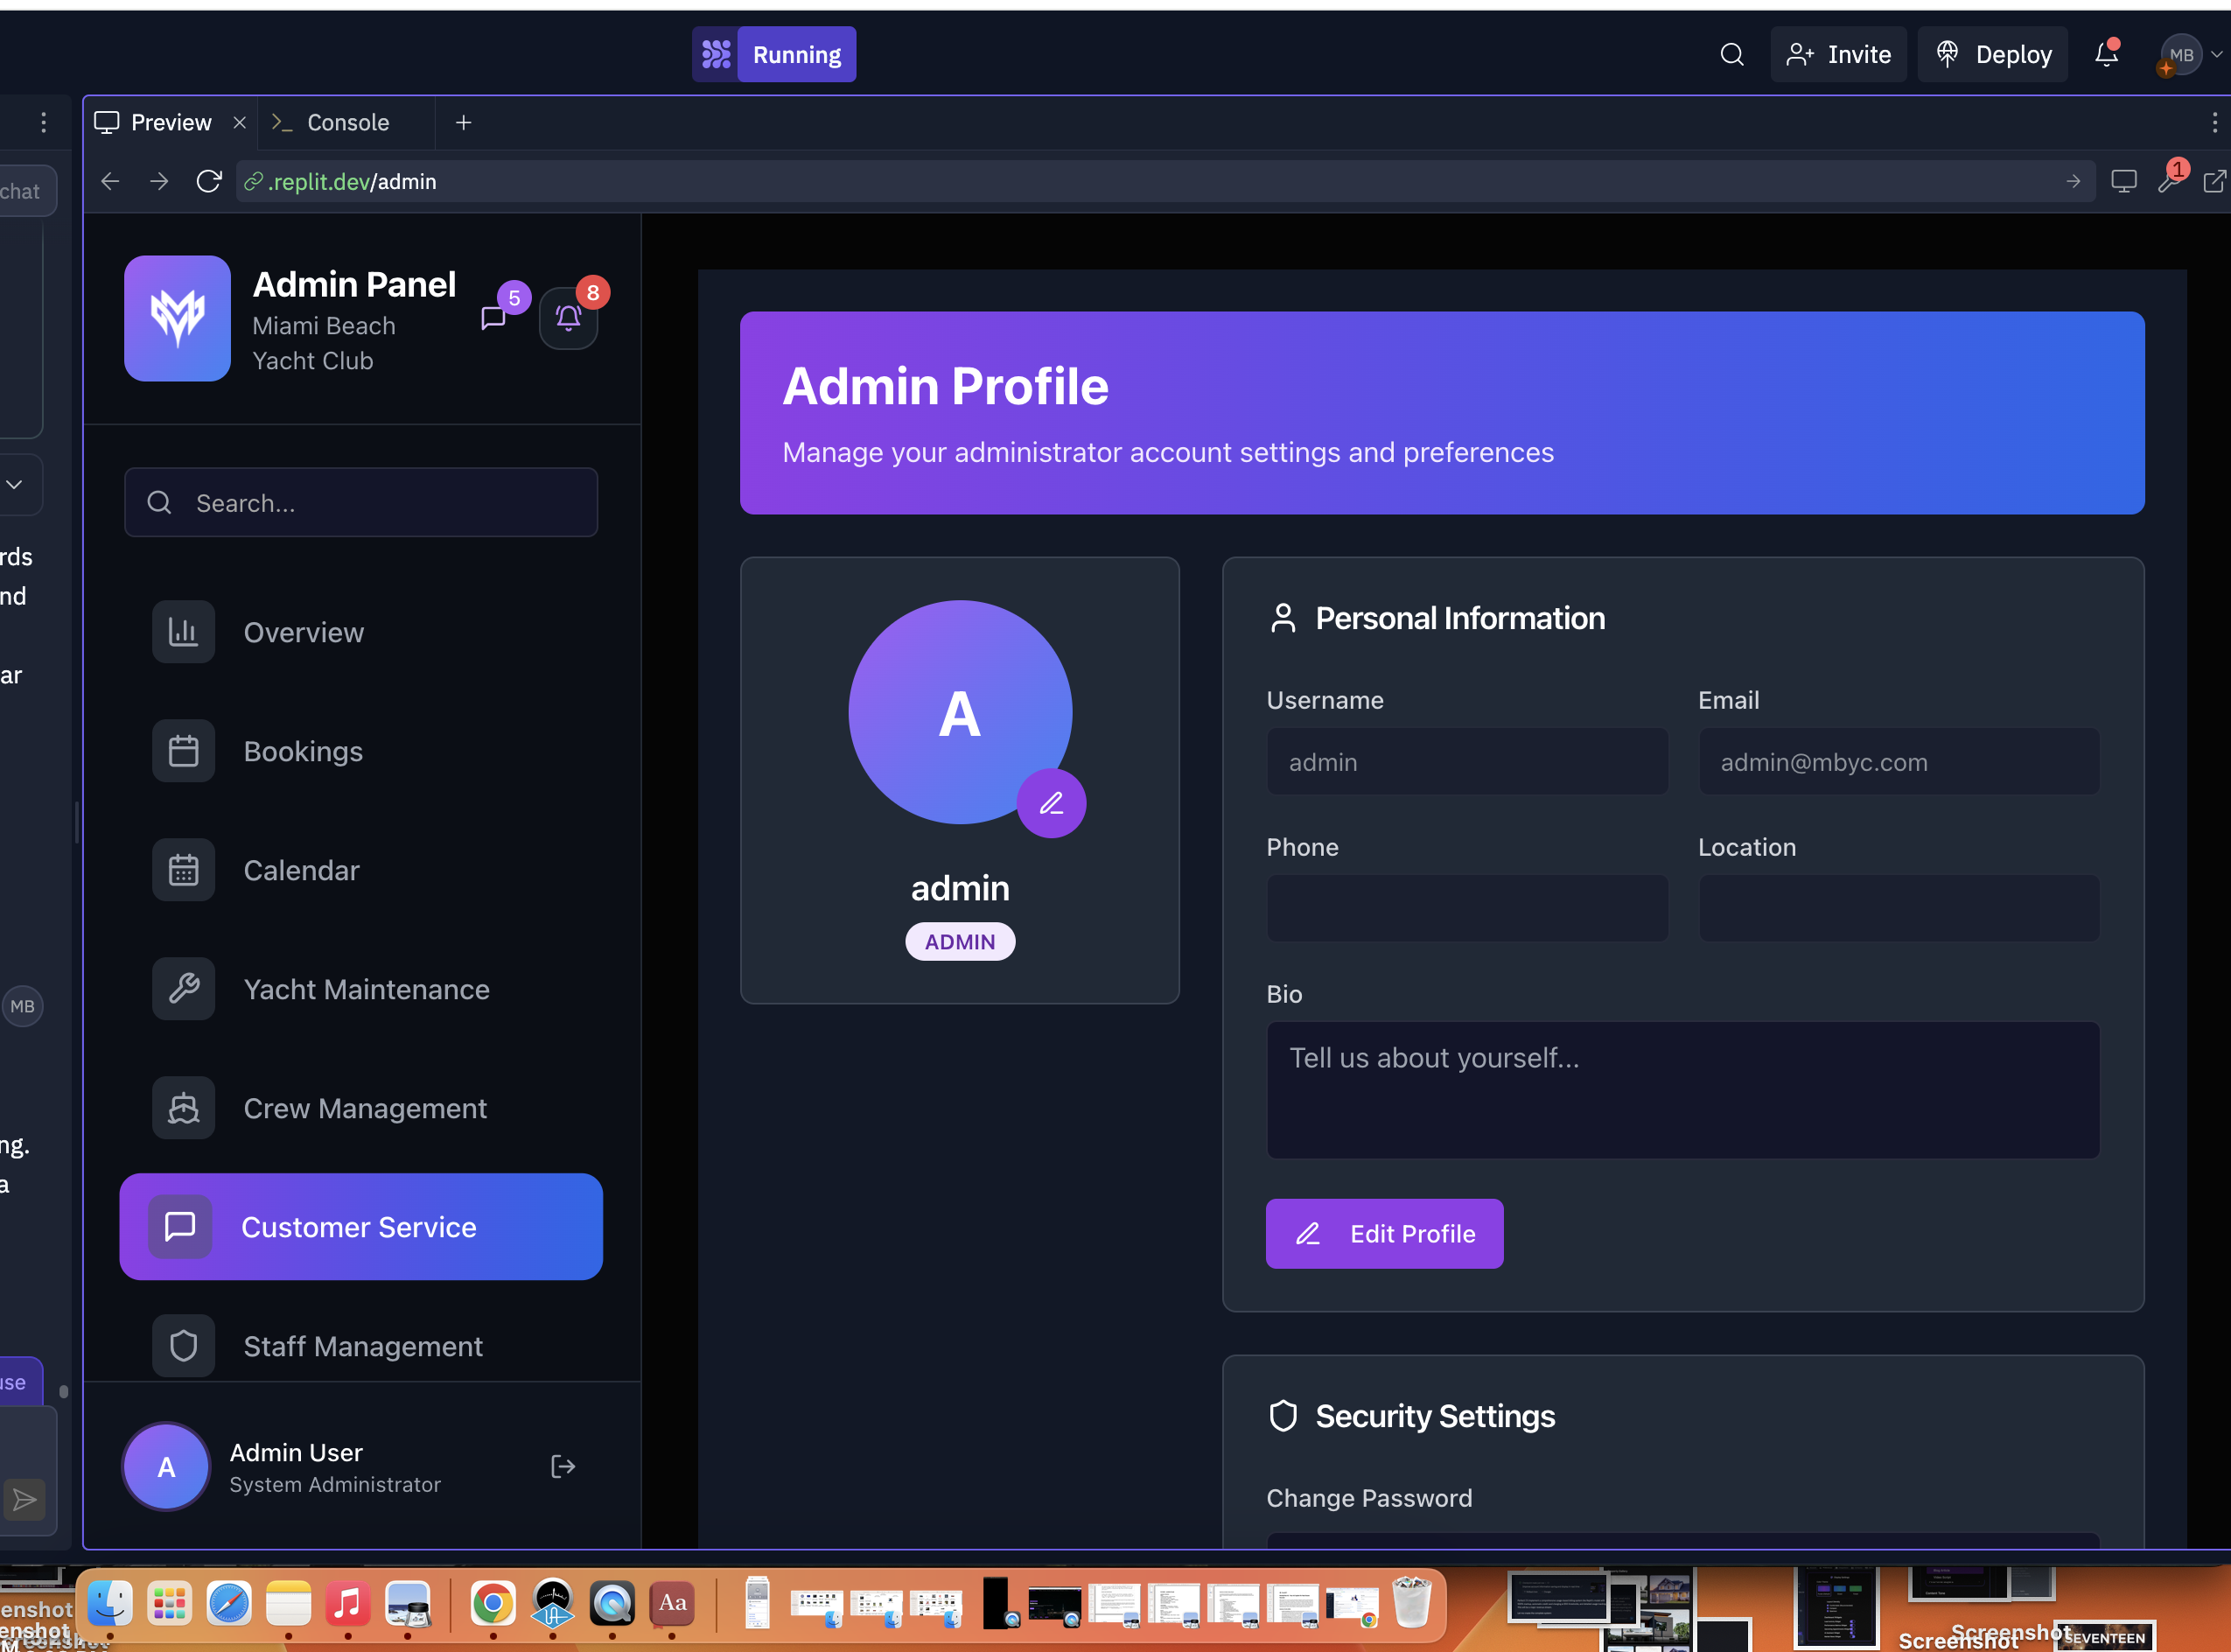 Running
Invite
Deploy
MB
Preview
Console
chat
.replit.dev/admin
1
Admin Panel
Miami Beach
Yacht Club
5
8
Search...
Overview
Bookings
Calendar
Yacht Maintenance
Crew Management
Customer Service
Staff Management
A
Admin User
System Administrator
Admin Profile
Manage your administrator account settings and preferences
A
admin
ADMIN
Personal Information
Username
Email
admin
admin@mbyc.com
Phone
Location
Bio
Tell us about yourself...
Edit Profile
Security Settings
Change Password
rds
nd
ar
MB
ng.
a
use
Aa
enshot
enshot
Screenshot
Screenshot
SEVENTEEN